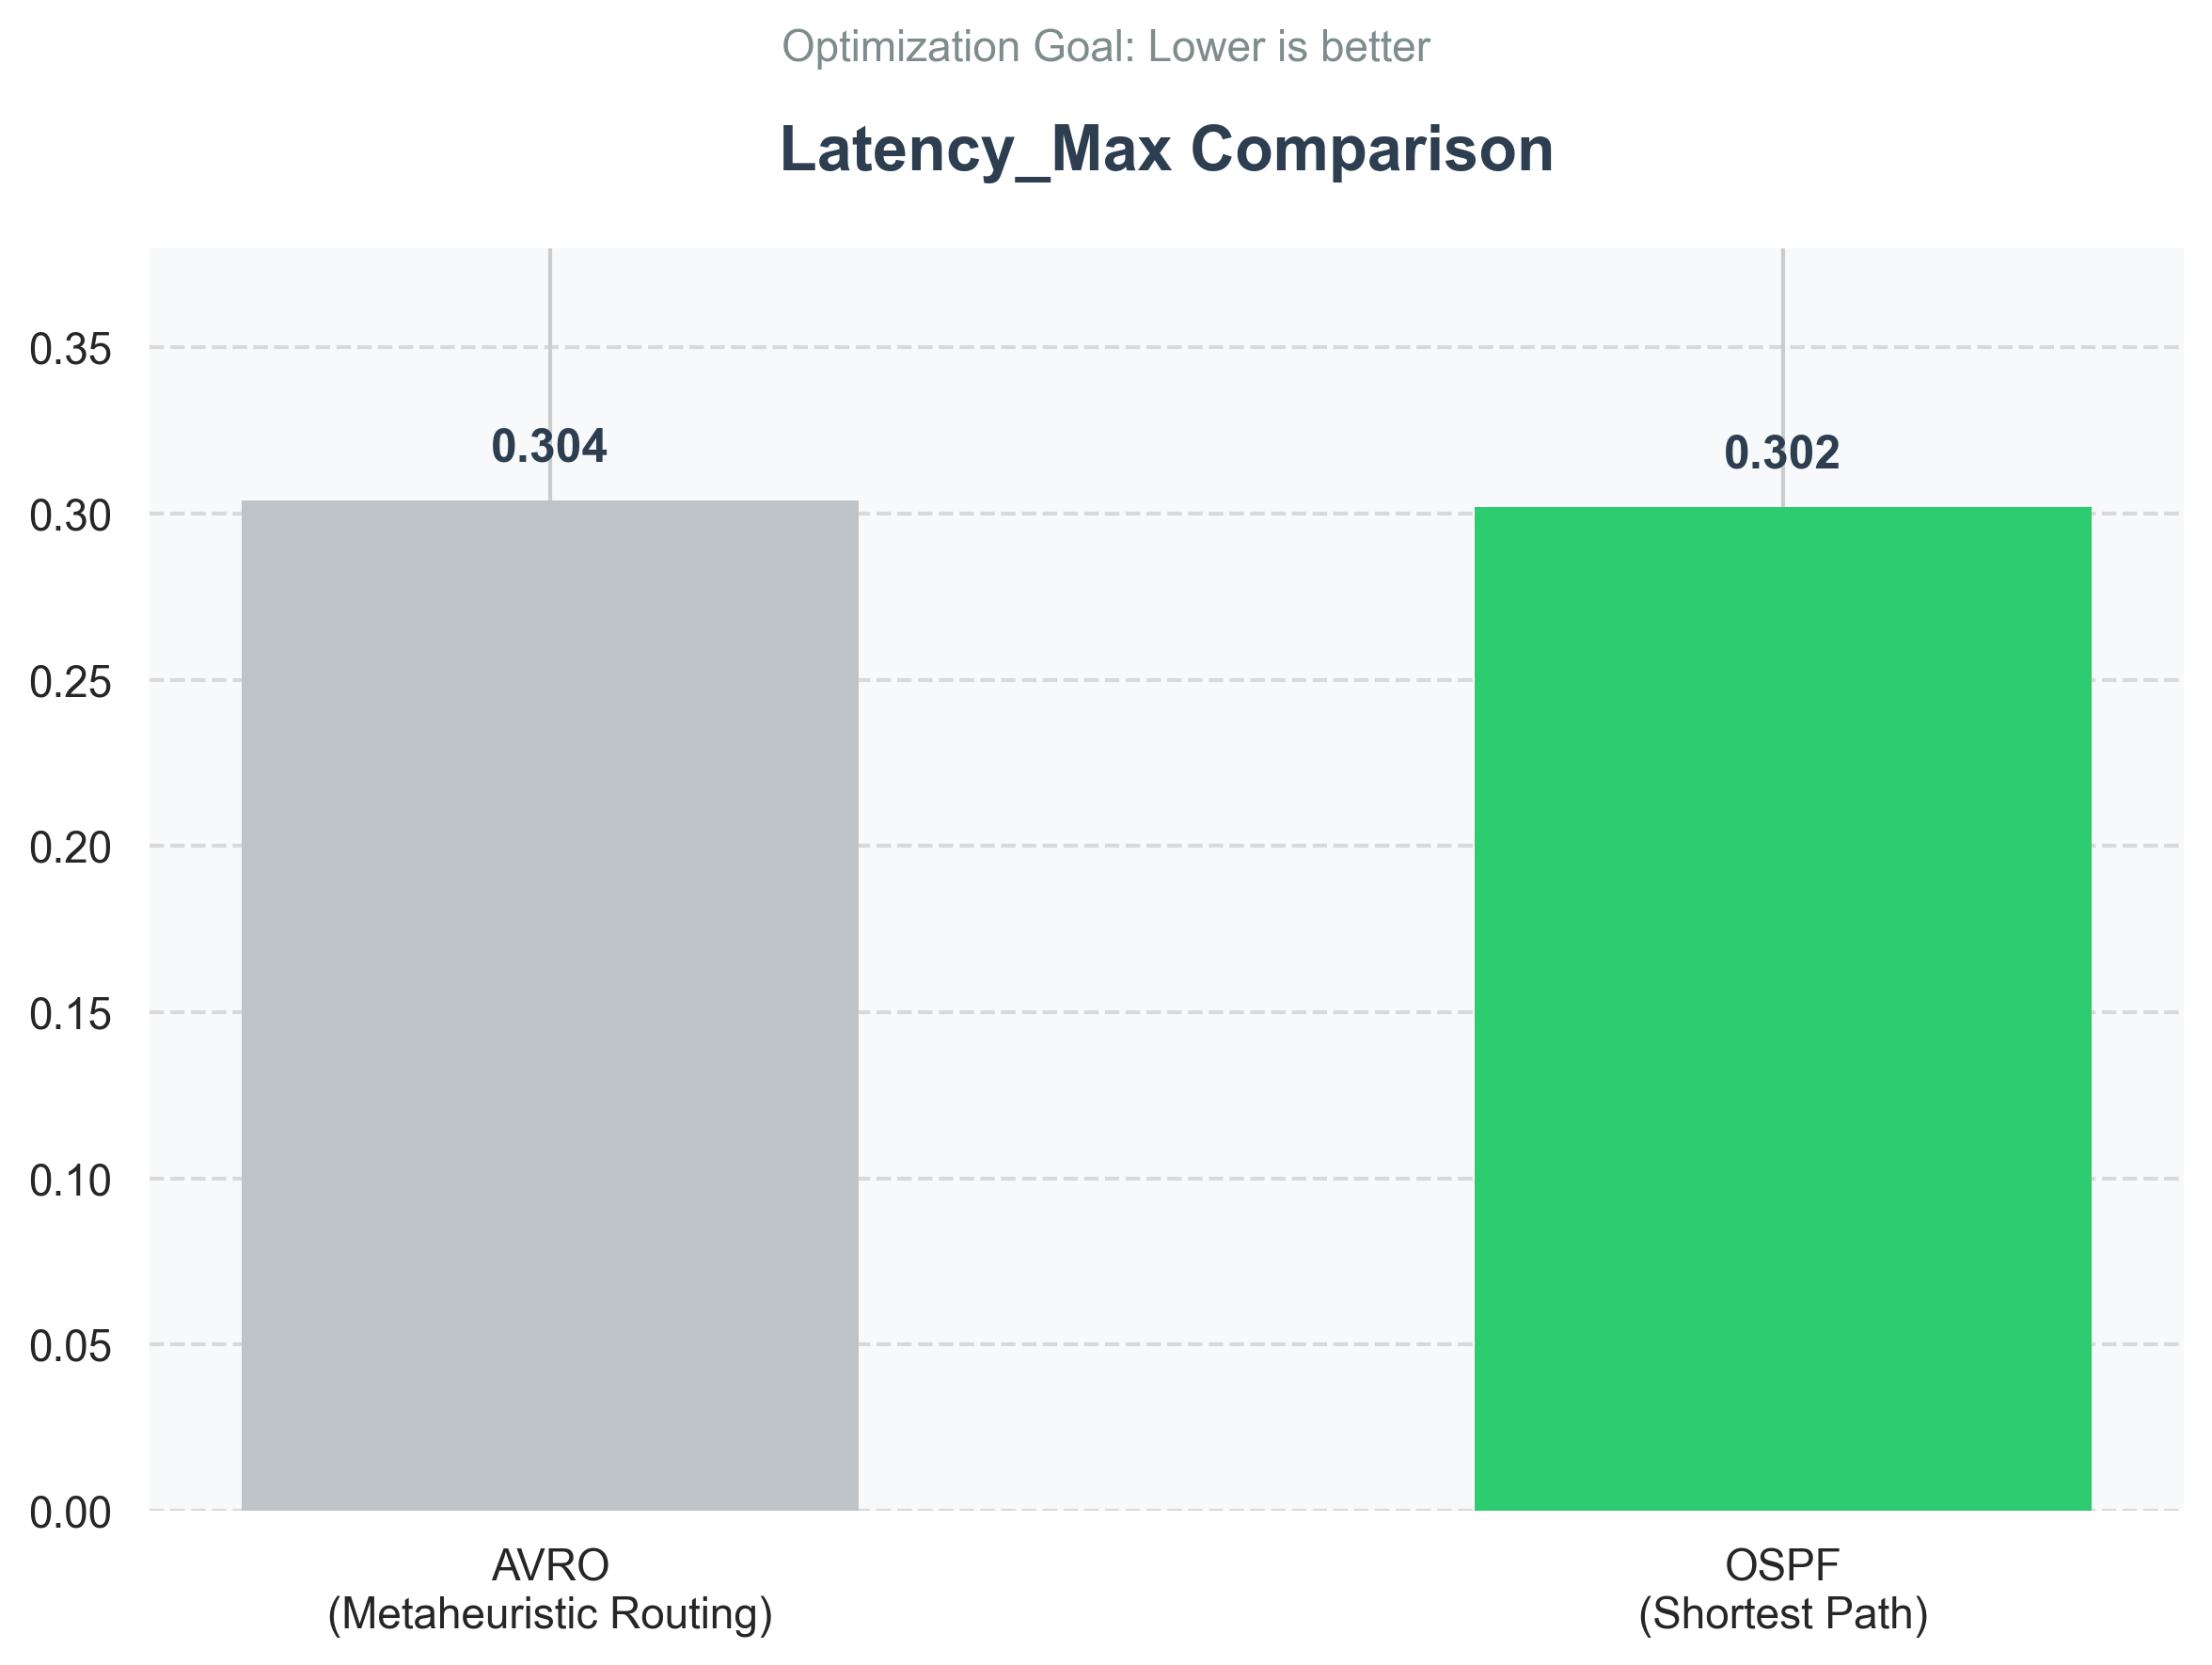 Optimization Goal: Lower is better
Latency_Max Comparison
0.35
0.30
0.25
0.20
0.15
0.10
0.05
0.00
0.304
0.302
AVRO
(Metaheuristic Routing)
OSPF
(Shortest Path)